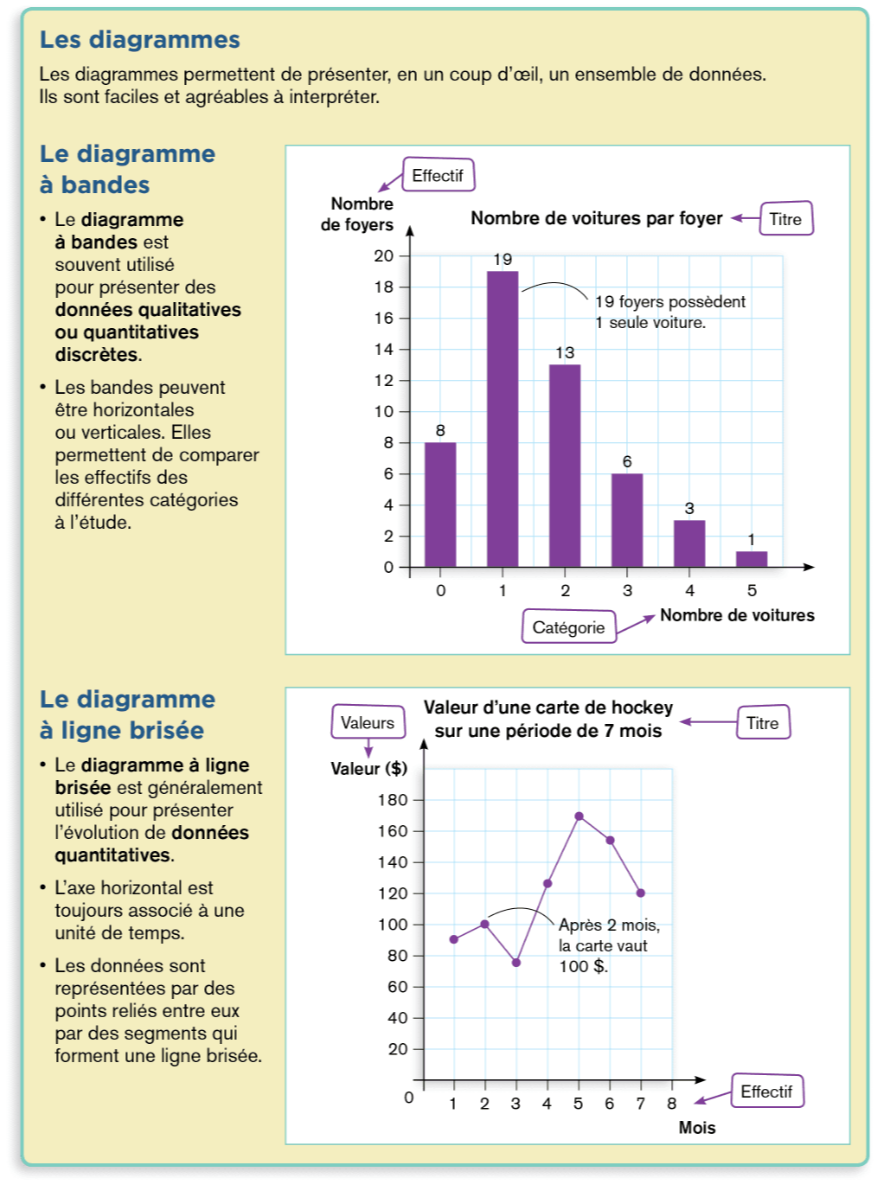 Les diagrammes
Les diagrammes permettent de présenter, en un coup d'œil, un ensemble de données.
Ils sont faciles et agréables à interpréter.
Le diagramme
à bandes
• Le diagramme
à bandes est
souvent utilisé
pour présenter des
données qualitatives
ou quantitatives
discrètes.
• Les bandes peuvent
être horizontales
ou verticales. Elles
permettent de comparer
les effectifs des
différentes catégories
à l'étude.
Effectif
Nombre
de foyers
Nombre de voitures par foyer
Titre
20
18
16
14
12
10
8
6
4
2
0
8
19
13
6
3
1
19 foyers possèdent
1 seule voiture.
0 1 2 3 4 5
Nombre de voitures
Catégorie
Le diagramme
à ligne brisée
• Le diagramme à ligne
brisée est généralement
utilisé pour présenter
l'évolution de données
quantitatives.
• L'axe horizontal est
toujours associé à une
unité de temps.
• Les données sont
représentées par des
points reliés entre eux
par des segments qui
forment une ligne brisée.
Valeurs
Valeur d'une carte de hockey
sur une période de 7 mois
Titre
Valeur ($)
180
160
140
120
100
80
60
40
20
0
Après 2 mois,
la carte vaut
100 $.
1 2 3 4 5 6 7 8
Effectif
Mois